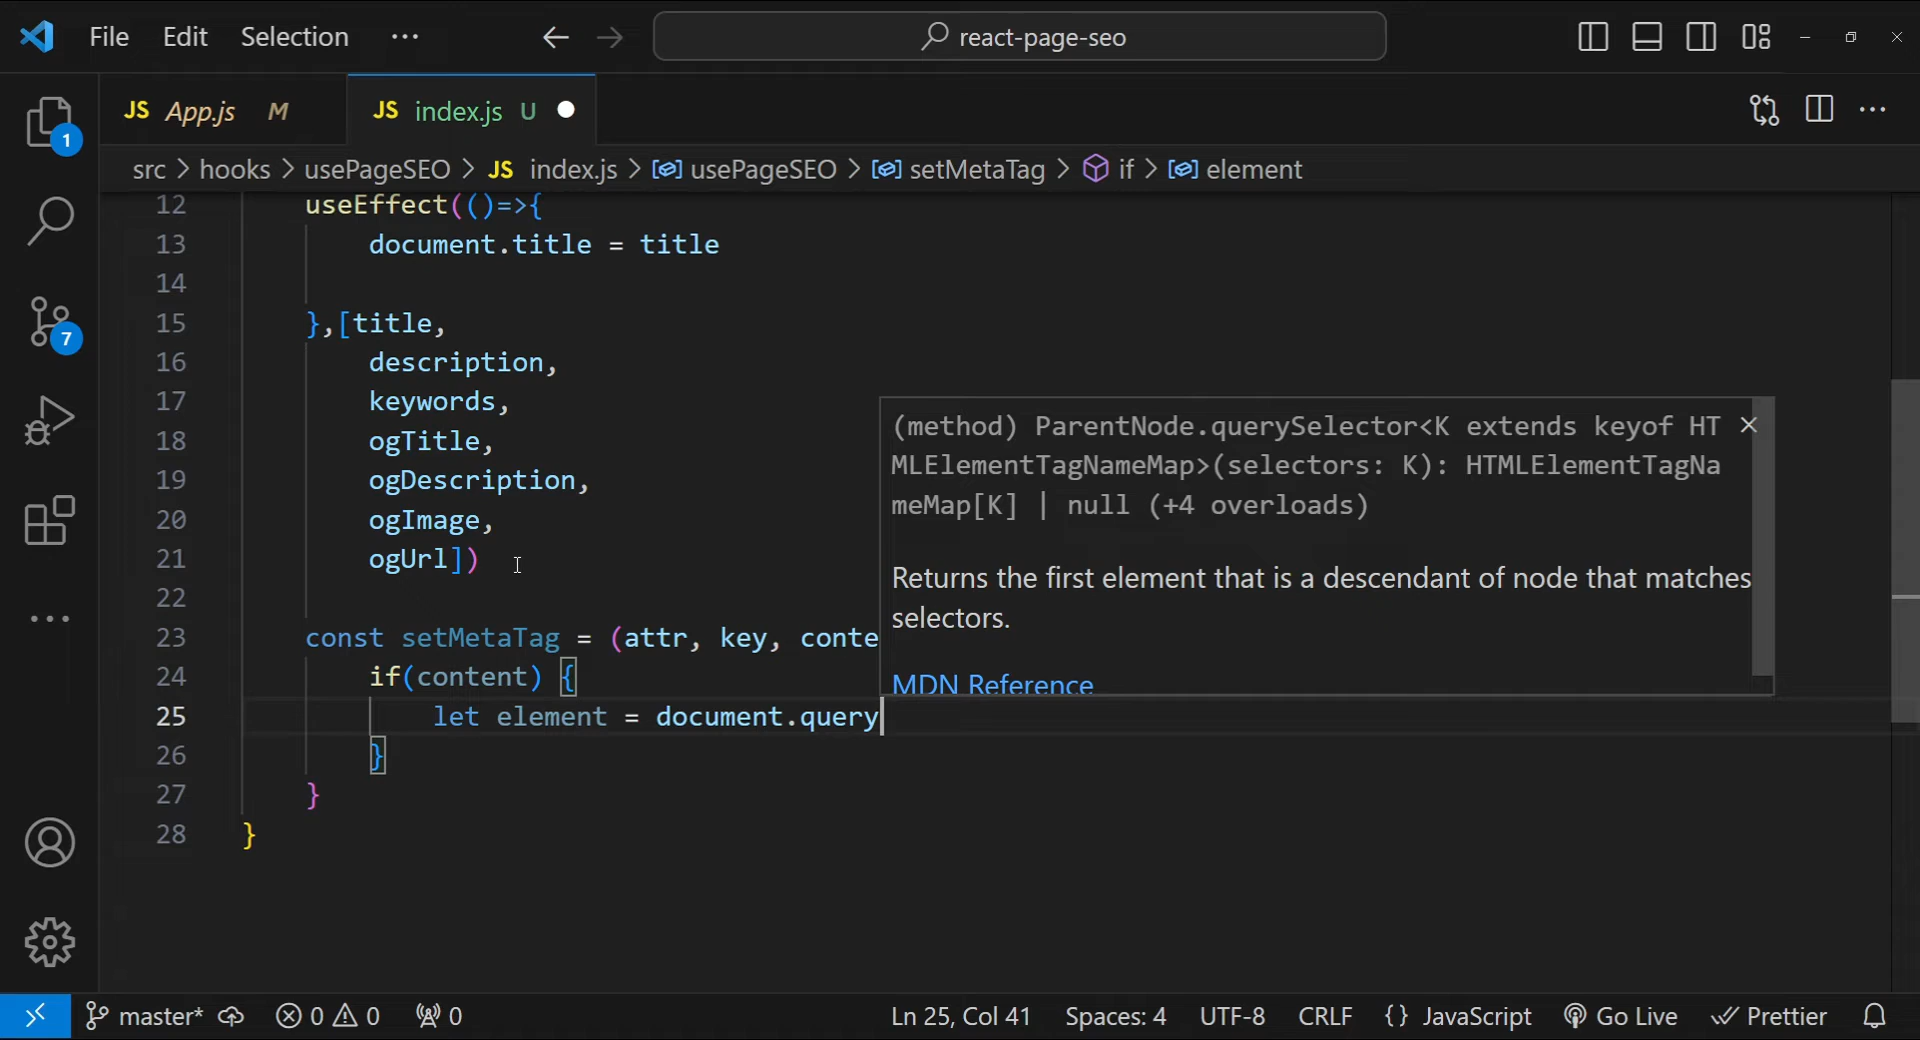 File Edit Selection ··· react-page-seo
JS App.js M JS index.js U
src > hooks > usePageSEO > JS index.js > usePageSEO > setMetaTag > if > element
1
7
12 useEffect(()=>{
13 document.title = title
14
15 },[title,
16 description,
17 keywords,
18 ogTitle,
19 ogDescription,
20 ogImage,
21 ogUrl])
22
23 const setMetaTag = (attr, key, conte
24 if(content) {
25 let element = document.query
26 }
27 }
28 }
(method) ParentNode.querySelector<K extends keyof HT
MLElementTagNameMap>(selectors: K): HTMLElementTagNa
meMap[K] | null (+4 overloads)
Returns the first element that is a descendant of node that matches
selectors.
MDN Reference
master* 0 0 0 Ln 25, Col 41 Spaces: 4 UTF-8 CRLF {} JavaScript Go Live Prettier